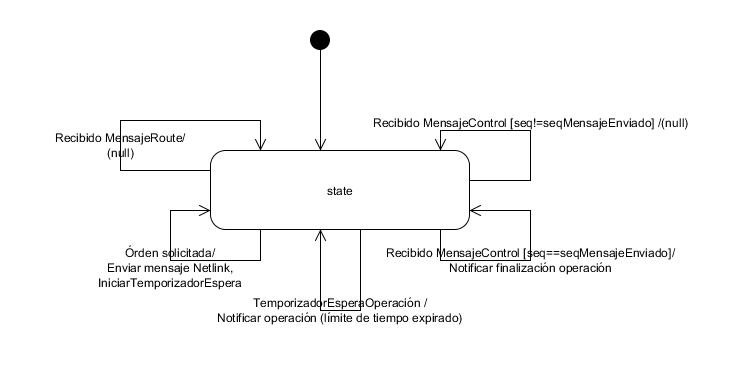 Recibido MensajeControl [seq!=seqMensajeEnviado] /(null)
Recibido MensajeRoute/
(null)
state
Órden solicitada/
Enviar mensaje Netlink,
IniciarTemporizadorEspera
Recibido MensajeControl [seq==seqMensajeEnviado]/
Notificar finalización operación
TemporizadorEsperaOperación /
Notificar operación (límite de tiempo expirado)